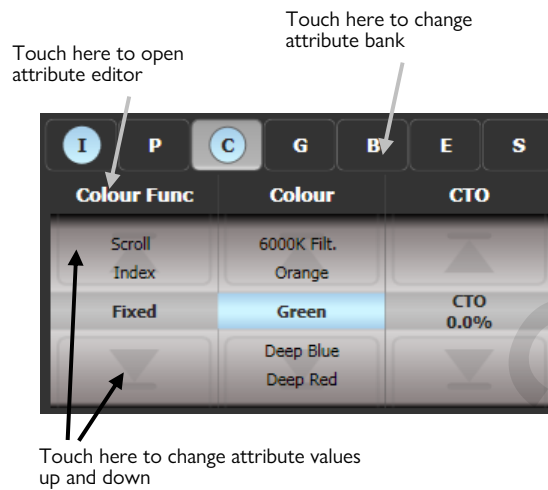 Touch here to change
attribute bank
Touch here to open
attribute editor
I P C G B E S
Colour Func Colour CTO
Scroll 6000K Filt.
Index Orange
Fixed Green CTO
0.0%
Deep Blue
Deep Red
Touch here to change attribute values
up and down